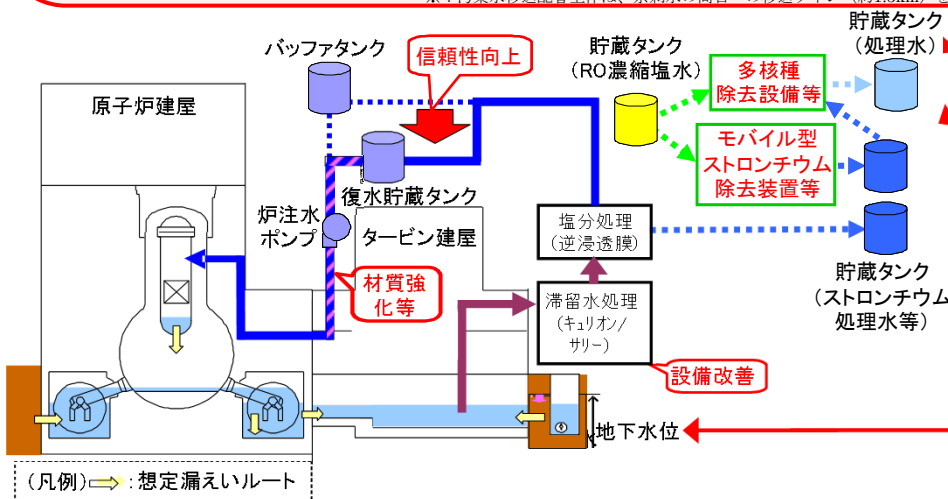 貯蔵タンク
(処理水)
バッファタンク
信頼性向上
貯蔵タンク
(RO濃縮塩水)
多核種
除去設備等
原子炉建屋
モバイル型
ストロンチウム
除去装置等
復水貯蔵タンク
炉注水
ポンプ
タービン建屋
塩分処理
(逆浸透膜)
材質強
化等
貯蔵タンク
(ストロンチウム
処理水等)
滞留水処理
(キュリオン/
サリー)
設備改善
地下水位
(凡例) : 想定漏えいルート